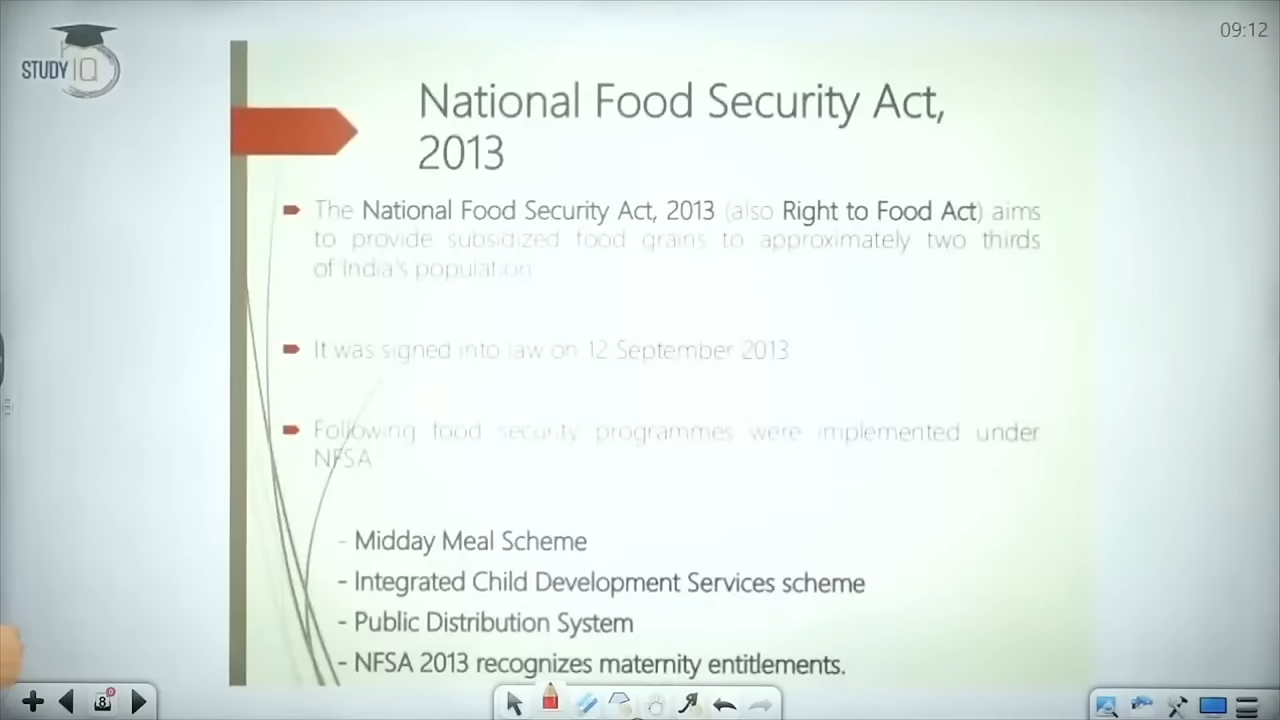 STUDY IQ
09:12
National Food Security Act,
2013
The National Food Security Act, 2013 (also Right to Food Act) aims
to provide subsidized food grains to approximately two thirds
of India's population
It was signed into law on 12 September 2013
Following food security programmes were implemented under
NFSA
- Midday Meal Scheme
- Integrated Child Development Services scheme
- Public Distribution System
- NFSA 2013 recognizes maternity entitlements.
8